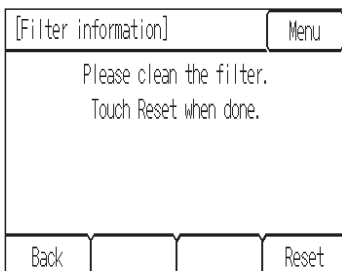 [Filter information] Menu
Please clean the filter.
Touch Reset when done.
Back Reset